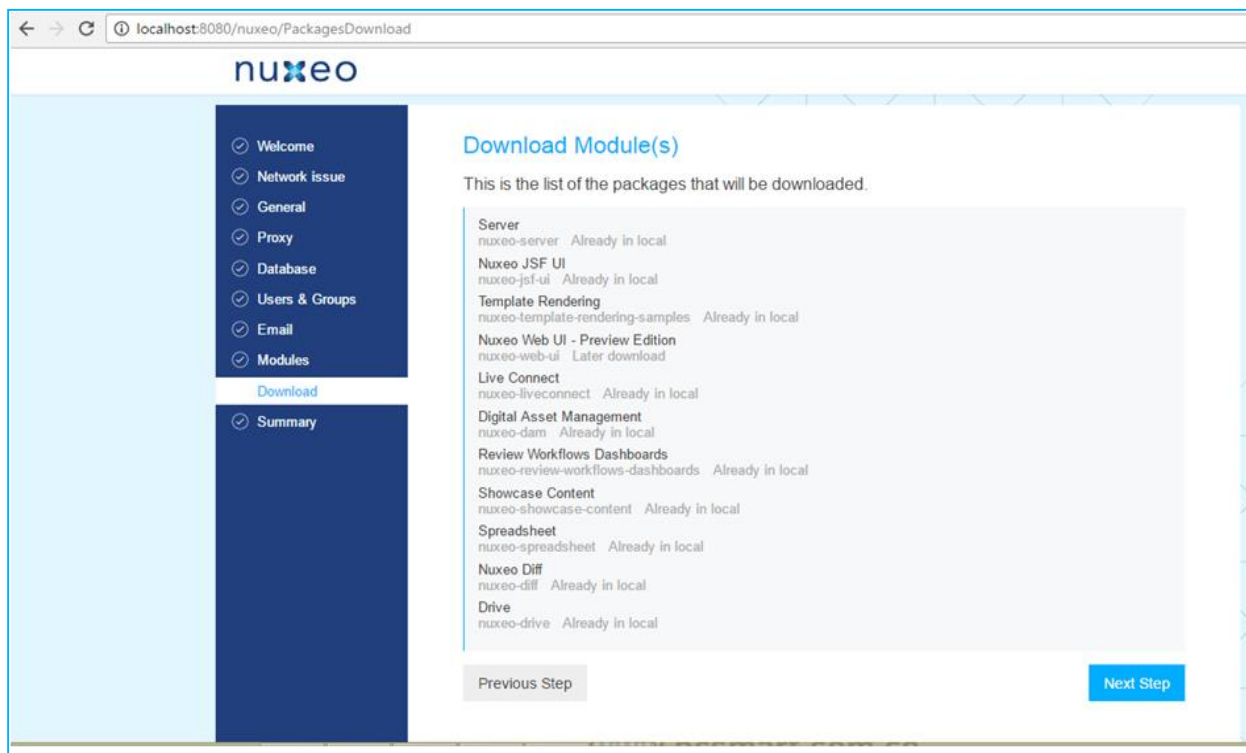 localhost:8080/nuxeo/PackagesDownload
nuxeo
Welcome
Network issue
General
Proxy
Database
Users & Groups
Email
Modules
Download
Summary
Download Module(s)
This is the list of the packages that will be downloaded.
Server
nuxeo-server Already in local
Nuxeo JSF UI
nuxeo-jsf-ui Already in local
Template Rendering
nuxeo-template-rendering-samples Already in local
Nuxeo Web UI - Preview Edition
nuxeo-web-ui Later download
Live Connect
nuxeo-liveconnect Already in local
Digital Asset Management
nuxeo-dam Already in local
Review Workflows Dashboards
nuxeo-review-workflows-dashboards Already in local
Showcase Content
nuxeo-showcase-content Already in local
Spreadsheet
nuxeo-spreadsheet Already in local
Nuxeo Diff
nuxeo-diff Already in local
Drive
nuxeo-drive Already in local
Previous Step
Next Step